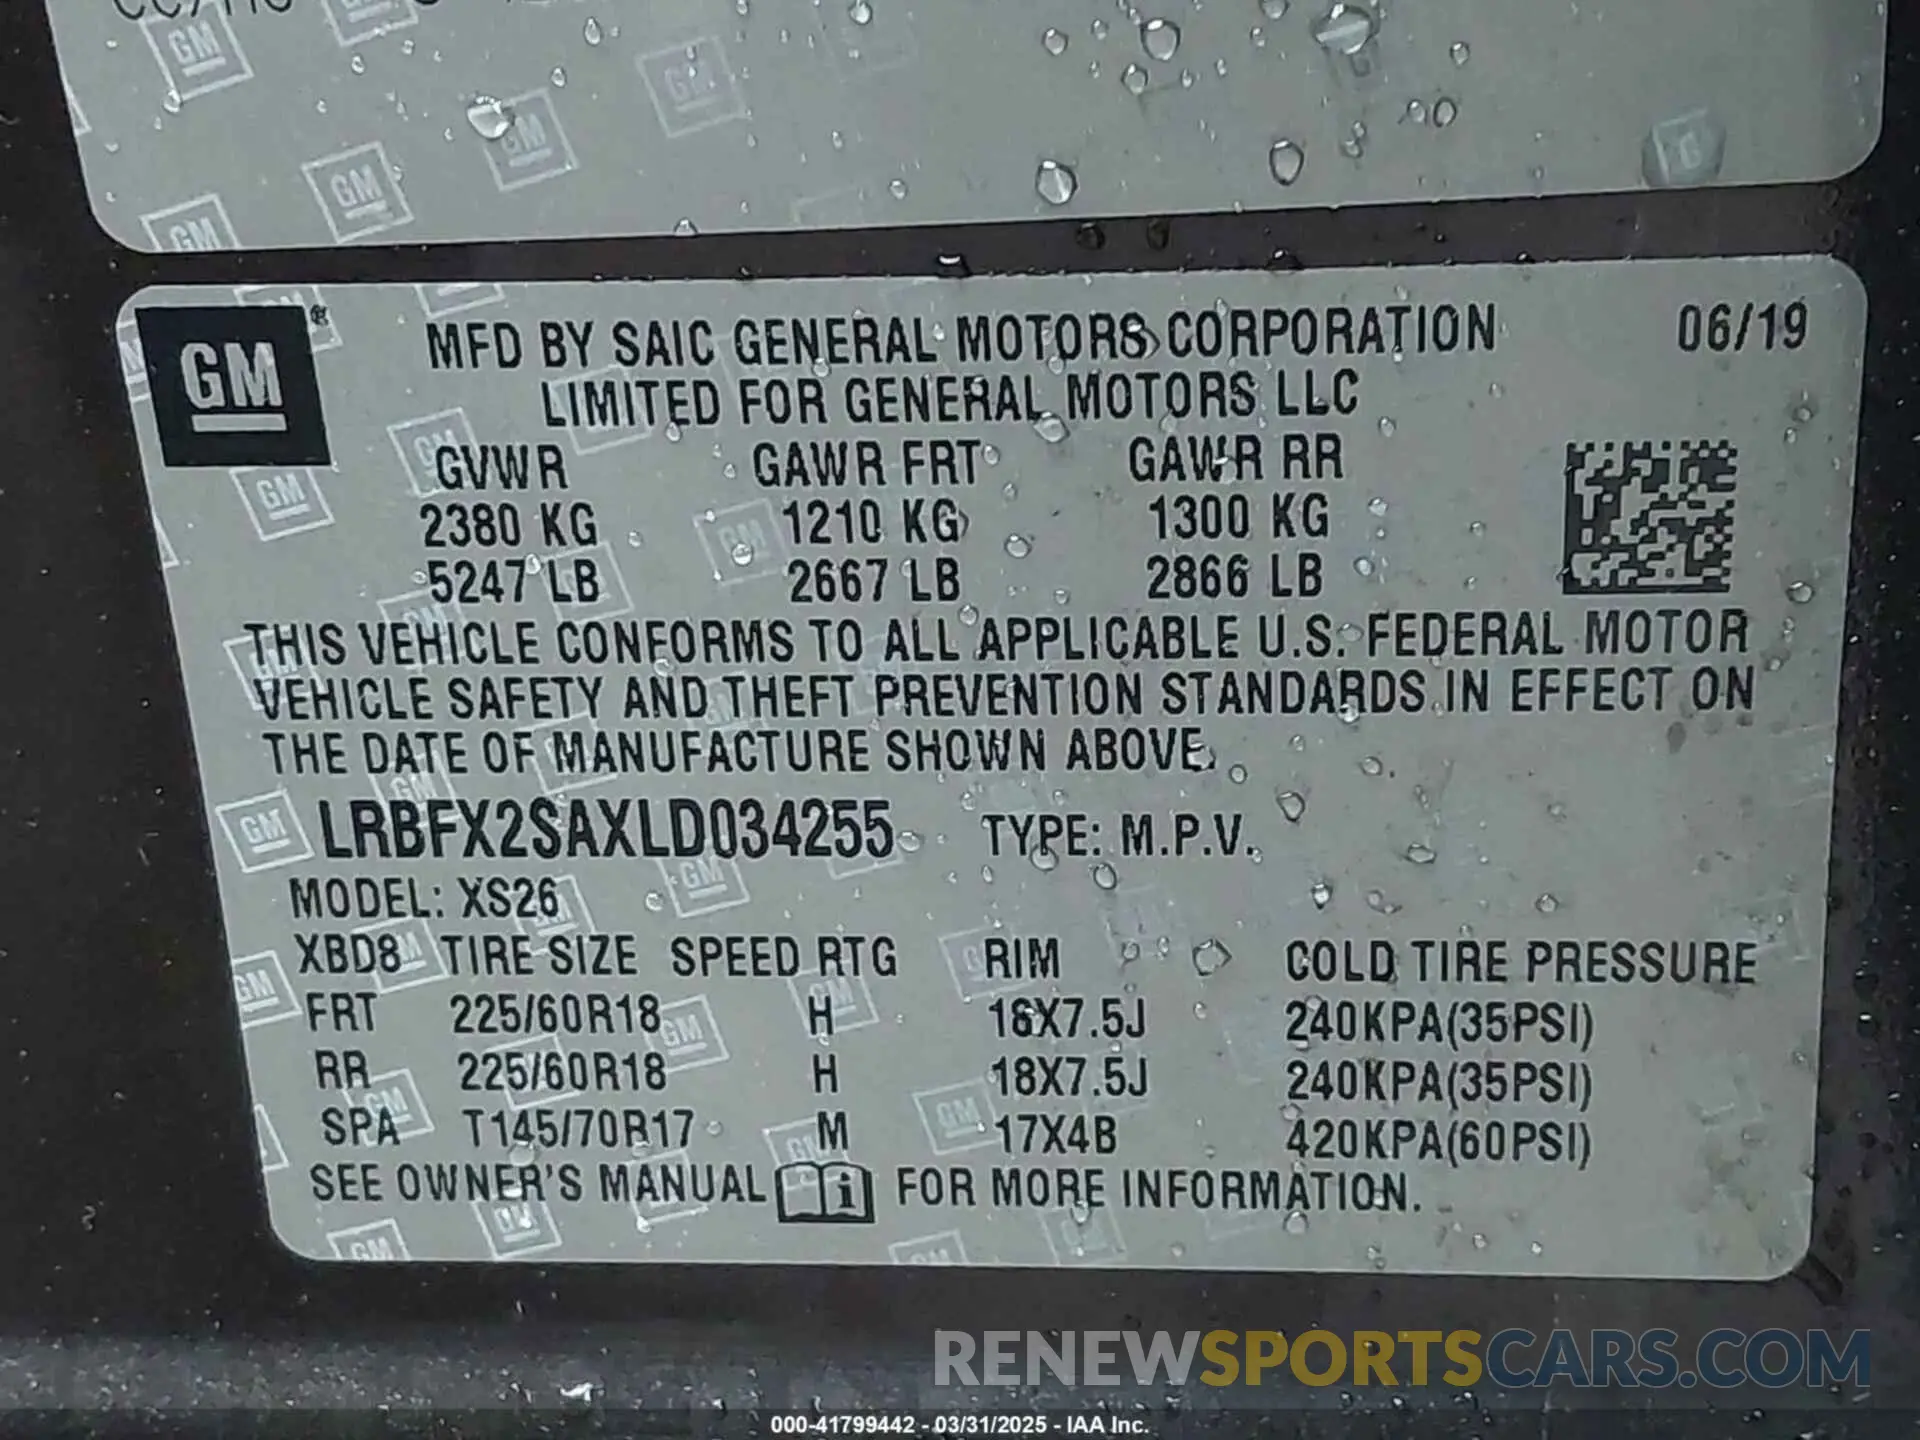 GM
MFD BY SAIC GENERAL MOTORS CORPORATION 06/19
LIMITED FOR GENERAL MOTORS LLC
GVWR GAWR FRT GAWR RR
2380 KG 1210 KG 1300 KG
5247 LB 2667 LB 2866 LB
THIS VEHICLE CONFORMS TO ALL APPLICABLE U.S. FEDERAL MOTOR
VEHICLE SAFETY AND THEFT PREVENTION STANDARDS IN EFFECT ON
THE DATE OF MANUFACTURE SHOWN ABOVE.
LRBFX2SAXLD034255 TYPE: M.P.V.
MODEL: XS26
XBD8 TIRE SIZE SPEED RTG RIM COLD TIRE PRESSURE
FRT 225/60R18 H 18X7.5J 240KPA(35PSI)
RR 225/60R18 H 18X7.5J 240KPA(35PSI)
SPA T145/70R17 M 17X4B 420KPA(60PSI)
SEE OWNER'S MANUAL i FOR MORE INFORMATION.
RENEWSPORTSCARS.COM
000-41799442 - 03/31/2025 - IAA Inc.